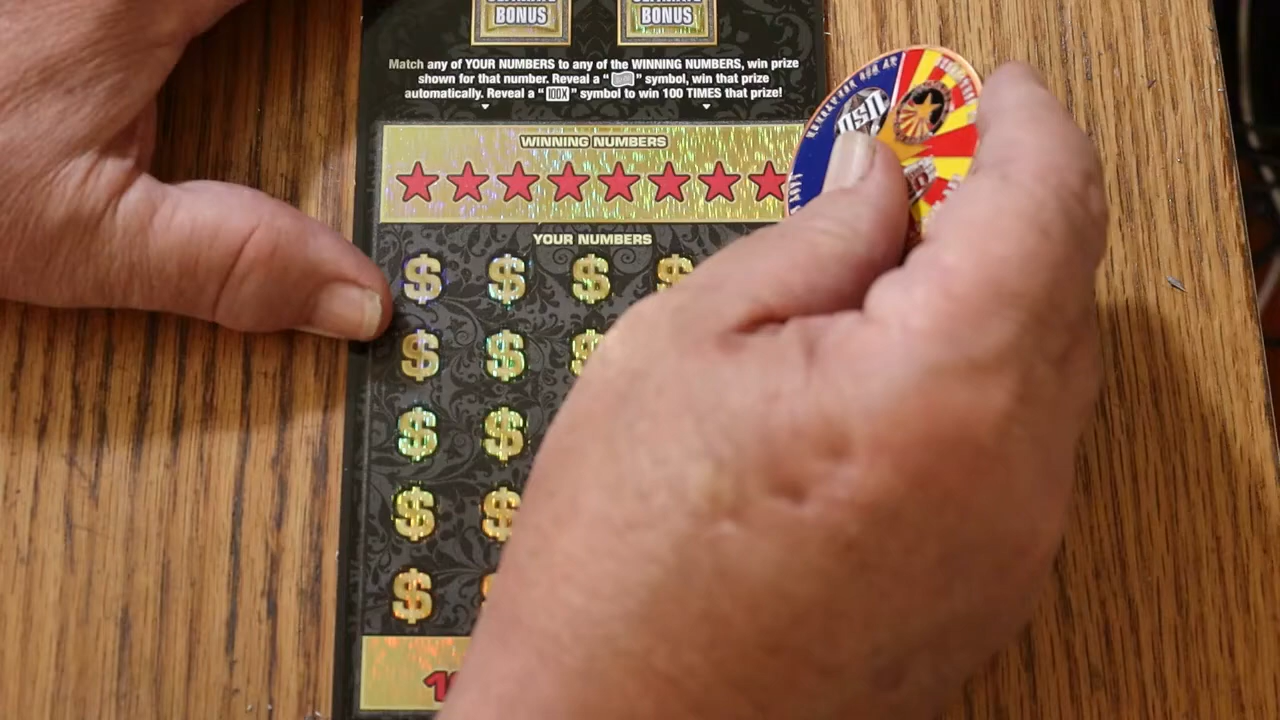 BONUS BONUS
Match any of YOUR NUMBERS to any of the WINNING NUMBERS, win prize
shown for that number. Reveal a “ ” symbol, win that prize
automatically. Reveal a “ 100X ” symbol to win 100 TIMES that prize!
WINNING NUMBERS
YOUR NUMBERS
$ $ $ $
$ $ $
$ $
$ $
$